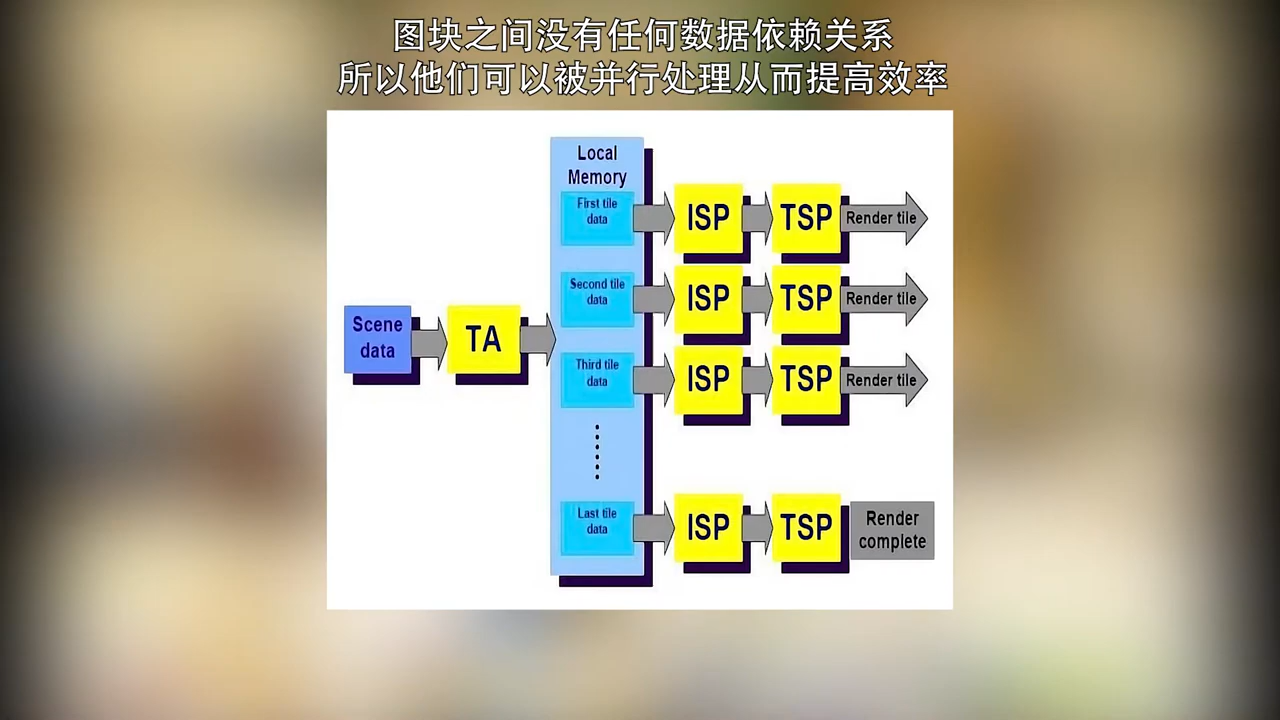 图块之间没有任何数据依赖关系
所以他们可以被并行处理从而提高效率
Local
Memory
First tile
data
ISP
TSP
Render tile
Second tile
data
ISP
TSP
Render tile
Scene
data
TA
Third tile
data
ISP
TSP
Render tile
Last tile
data
ISP
TSP
Render
complete